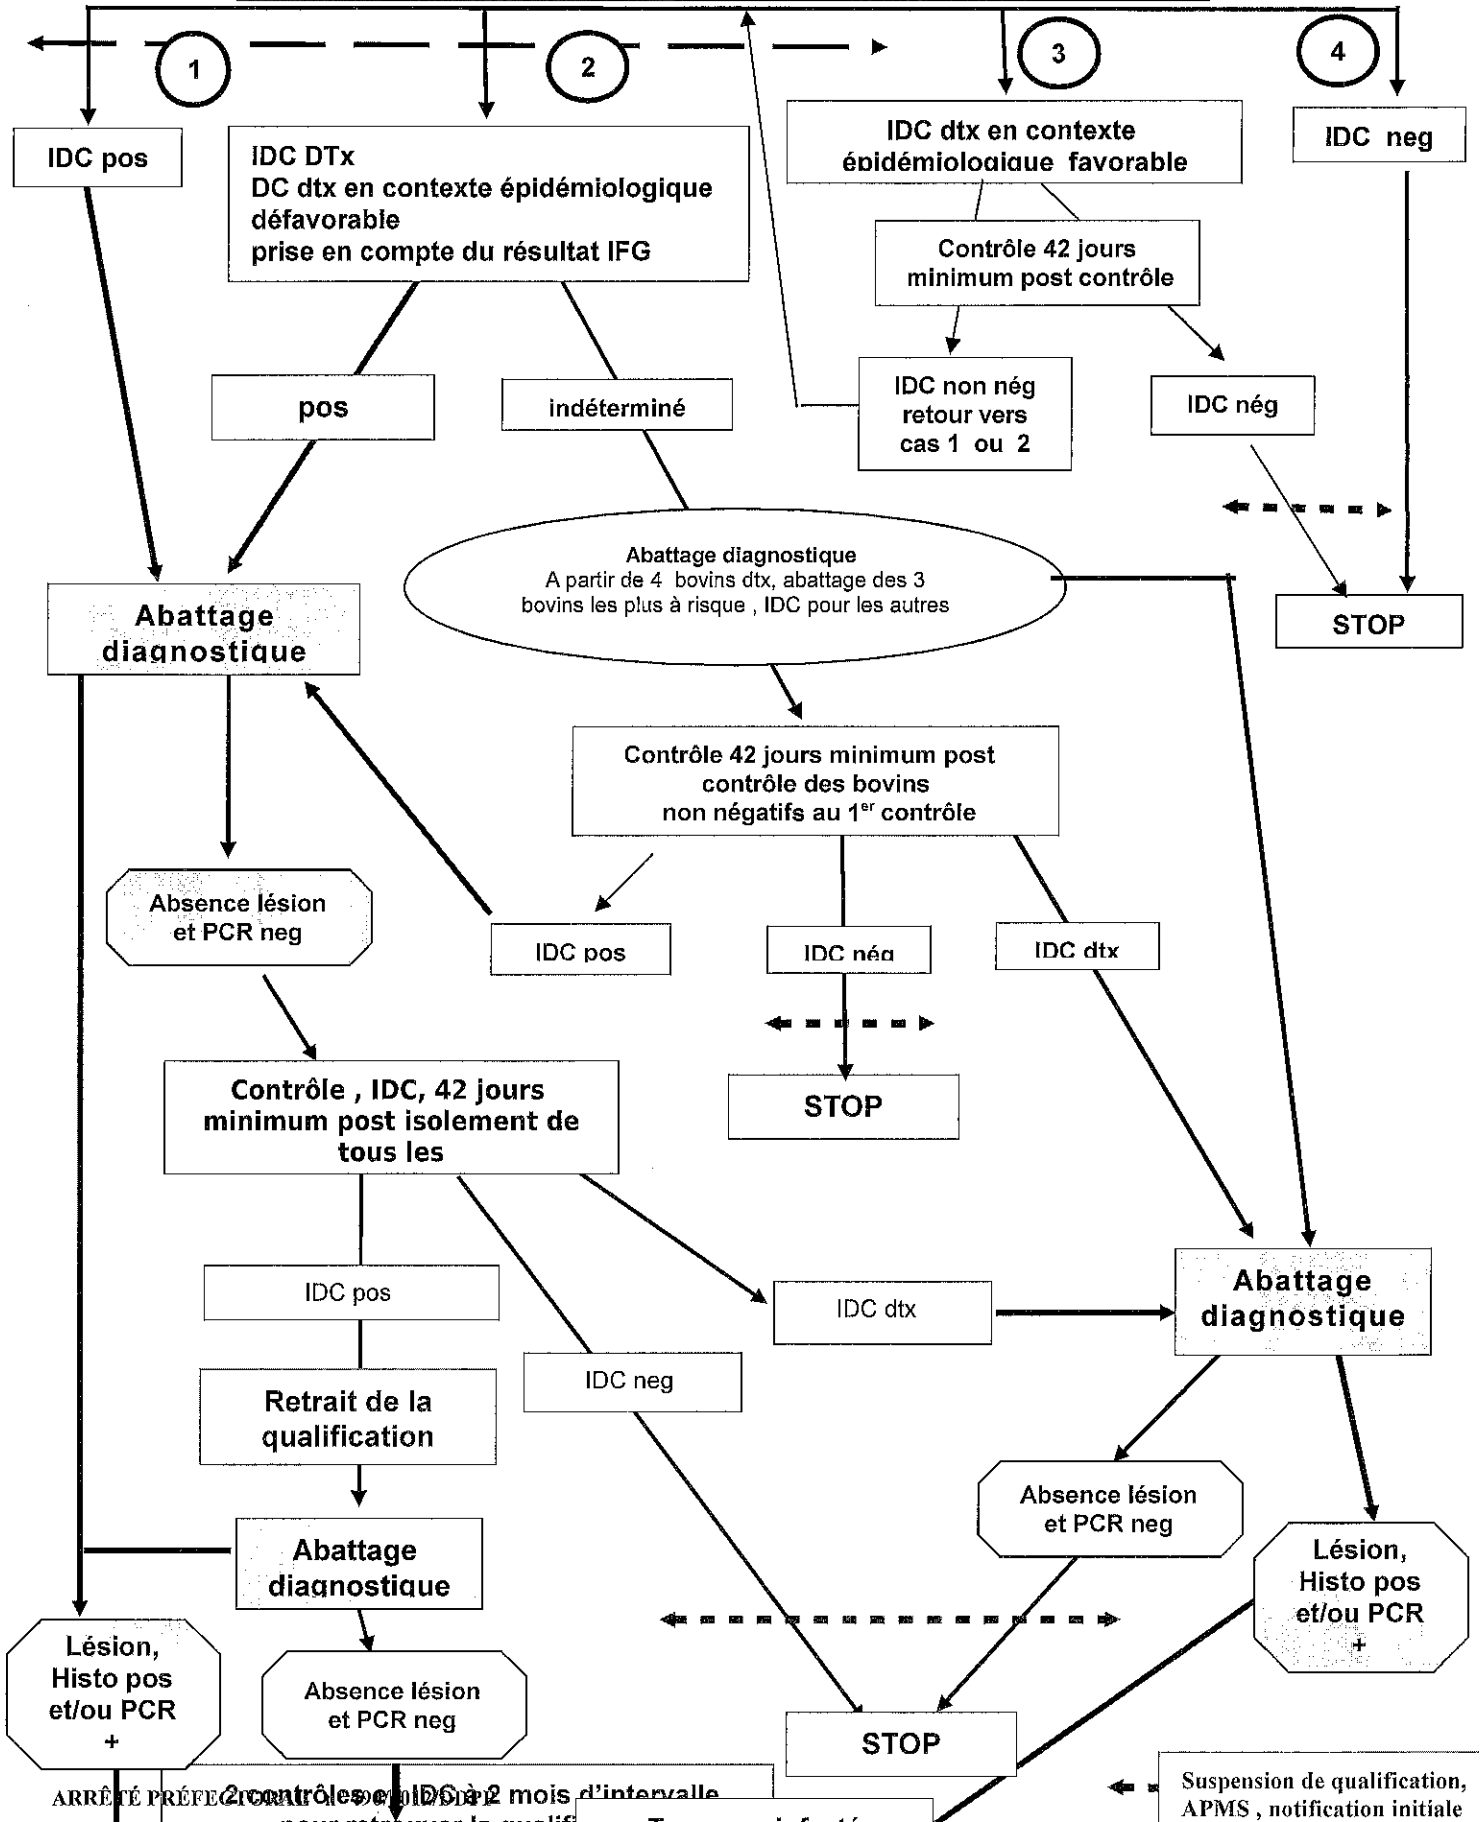 1
2
3
4
IDC pos
IDC DTx
DC dtx en contexte épidémiologique
défavorable
prise en compte du résultat IFG
IDC dtx en contexte
épidémiologique favorable
IDC neg
Contrôle 42 jours
minimum post contrôle
pos
indéterminé
IDC non nég
retour vers
cas 1 ou 2
IDC nég
Abattage diagnostique
A partir de 4 bovins dtx, abattage des 3
bovins les plus à risque , IDC pour les autres
Abattage
diagnostique
STOP
Contrôle 42 jours minimum post
contrôle des bovins
non négatifs au 1er contrôle
Absence lésion
et PCR neg
IDC pos
IDC nég
IDC dtx
Contrôle , IDC, 42 jours
minimum post isolement de
tous les
STOP
IDC pos
IDC dtx
Abattage
diagnostique
IDC neg
Retrait de la
qualification
Absence lésion
et PCR neg
Abattage
diagnostique
Lésion,
Histo pos
et/ou PCR
+
Lésion,
Histo pos
et/ou PCR
+
Absence lésion
et PCR neg
STOP
2 contrôles IDC à 2 mois d'intervalle
ARRÊTÉ PRÉFECTORAL
Suspension de qualification,
APMS , notification initiale